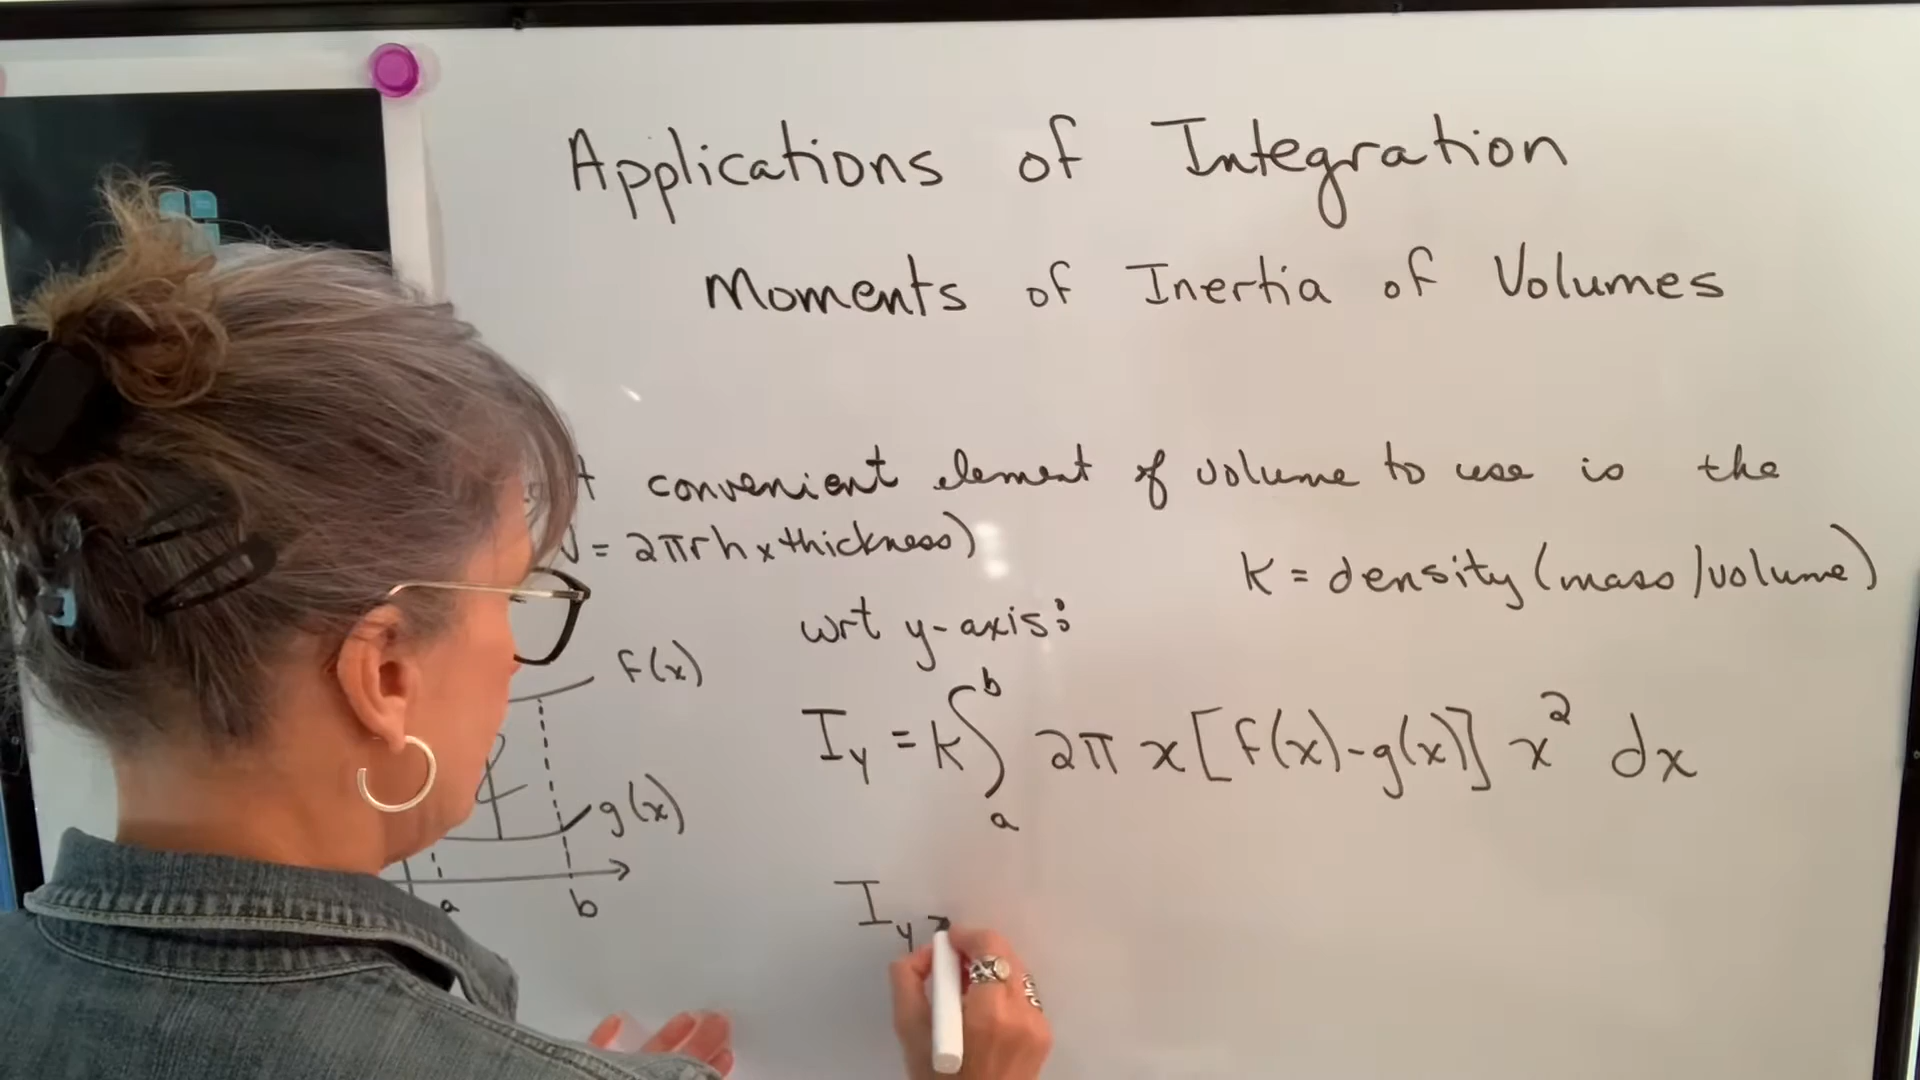 Applications of Integration
Moments of Inertia of Volumes
convenient element of volume to use is the
= 2πrh x thickness)
K = density (mass/volume)
wrt y-axis:
f(x)
I_y = k∫_a^b 2π x [f(x)-g(x)] x² dx
g(x)
a b
I_y =